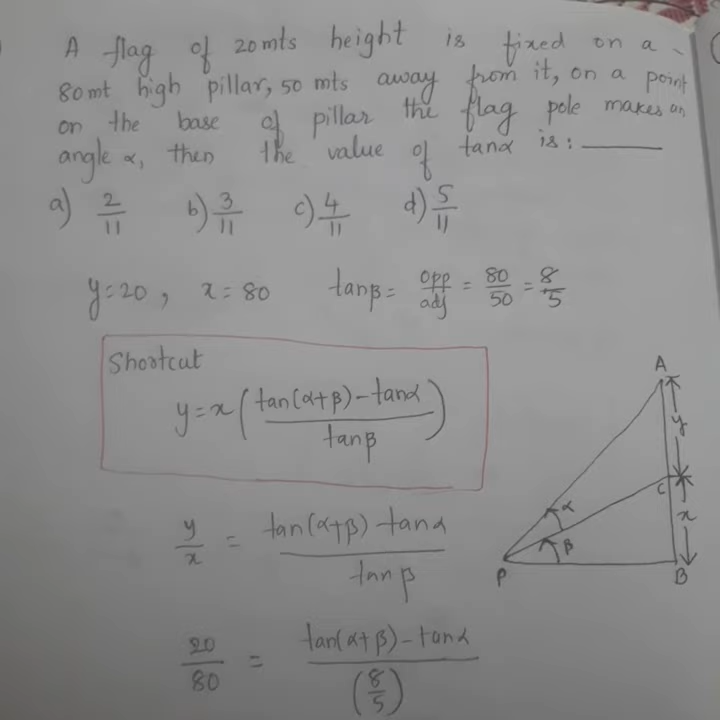 A flag of 20mts height is fixed on a
80mt high pillar, 50 mts away from it, on a point
on the base of pillar the flag pole makes an
angle α, then the value of tanα is: ______
a) 2/11 b) 3/11 c) 4/11 d) 5/11
y=20, x=80 tanβ = opp/adj = 80/50 = 8/5
Shortcut
y=x(tan(α+β)-tanα/tanβ)
y/x = tan(α+β)-tanα/tanβ
20/80 = tan(α+β)-tanα/(8/5)
A
y
C
α
x
β
P
B